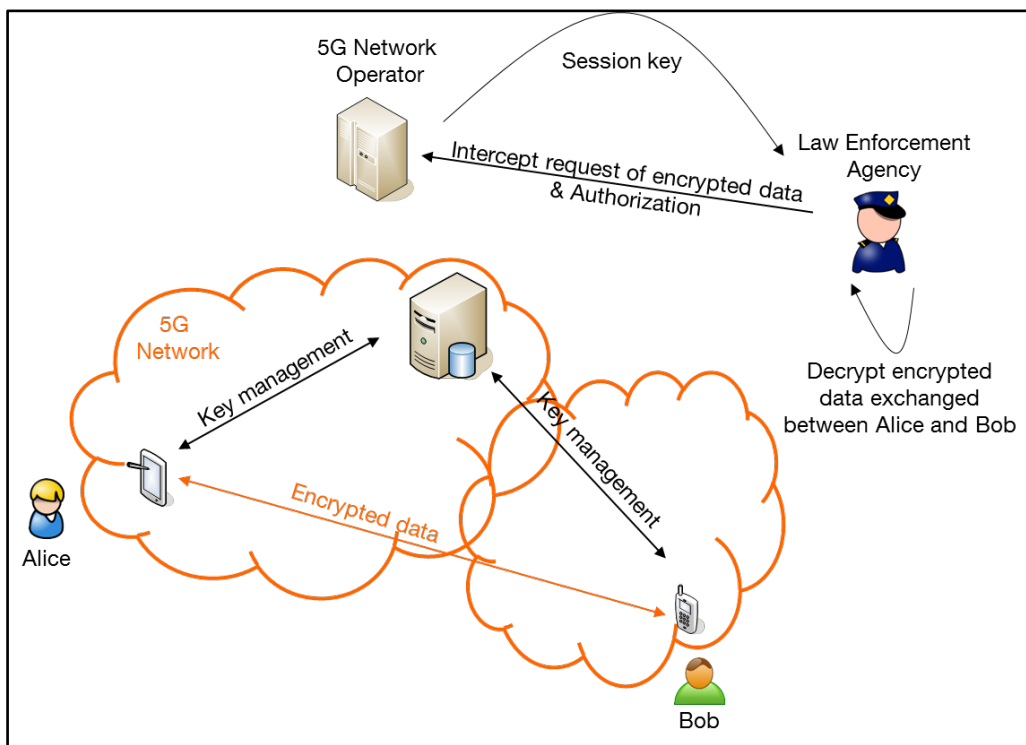 5G Network
Operator
Session key
Law Enforcement
Agency
Intercept request of encrypted data
& Authorization
5G
Network
Key management
Key management
Decrypt encrypted
data exchanged
between Alice and Bob
Encrypted data
Alice
Bob